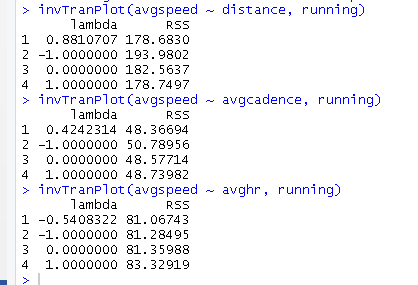 > invTranPlot(avgspeed ~ distance, running)
      lambda      RSS
1  0.8810707 178.6830
2 -1.0000000 193.9802
3  0.0000000 182.5637
4  1.0000000 178.7497
> invTranPlot(avgspeed ~ avgcadence, running)
      lambda      RSS
1  0.4242314 48.36694
2 -1.0000000 50.78956
3  0.0000000 48.57714
4  1.0000000 48.73982
> invTranPlot(avgspeed ~ avghr, running)
      lambda      RSS
1 -0.5408322 81.06743
2 -1.0000000 81.28495
3  0.0000000 81.35988
4  1.0000000 83.32919
>